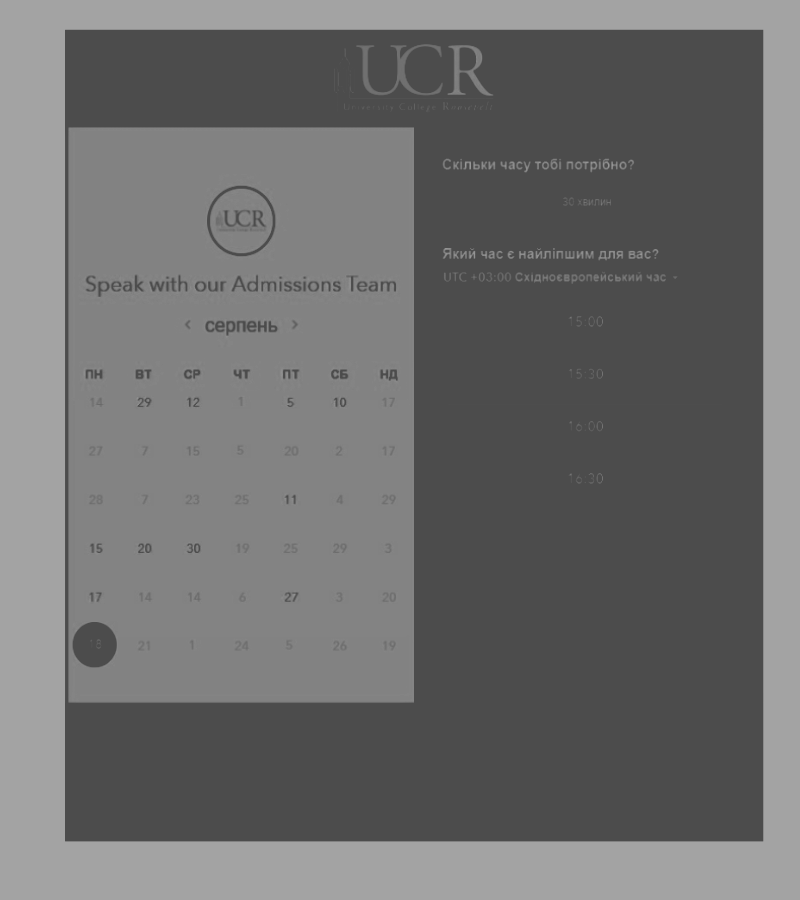 UCR
University College Roosevelt
UCR
Speak with our Admissions Team
‹ серпень ›
ПН ВТ СР ЧТ ПТ СБ НД
14 29 12 1 5 10 17
27 7 15 5 20 2 17
28 7 23 25 11 4 29
15 20 30 19 25 29 3
17 14 14 6 27 3 20
18 21 1 24 5 26 19
Скільки часу тобі потрібно?
30 хвилин
Який час є найліпшим для вас?
UTC +03:00 Східноєвропейський час
15:00
15:30
16:00
16:30